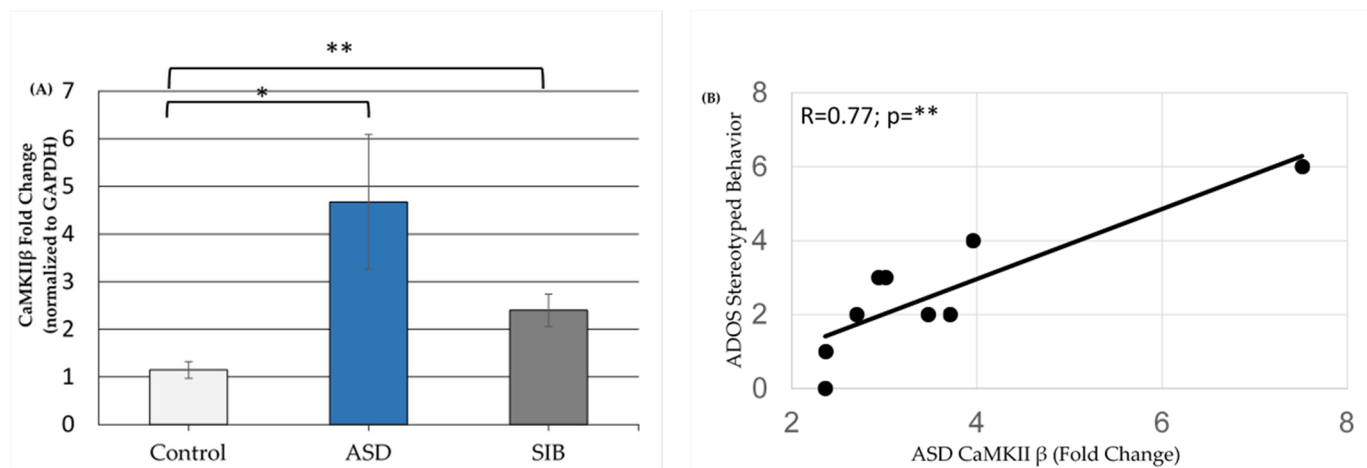 **
(A)
*
CaMKIIβ Fold Change
(normalized to GAPDH)
7
6
5
4
3
2
1
0
Control ASD SIB
(B)
R=0.77; p=**
ADOS Stereotyped Behavior
8
6
4
2
0
2 4 6 8
ASD CaMKII β (Fold Change)